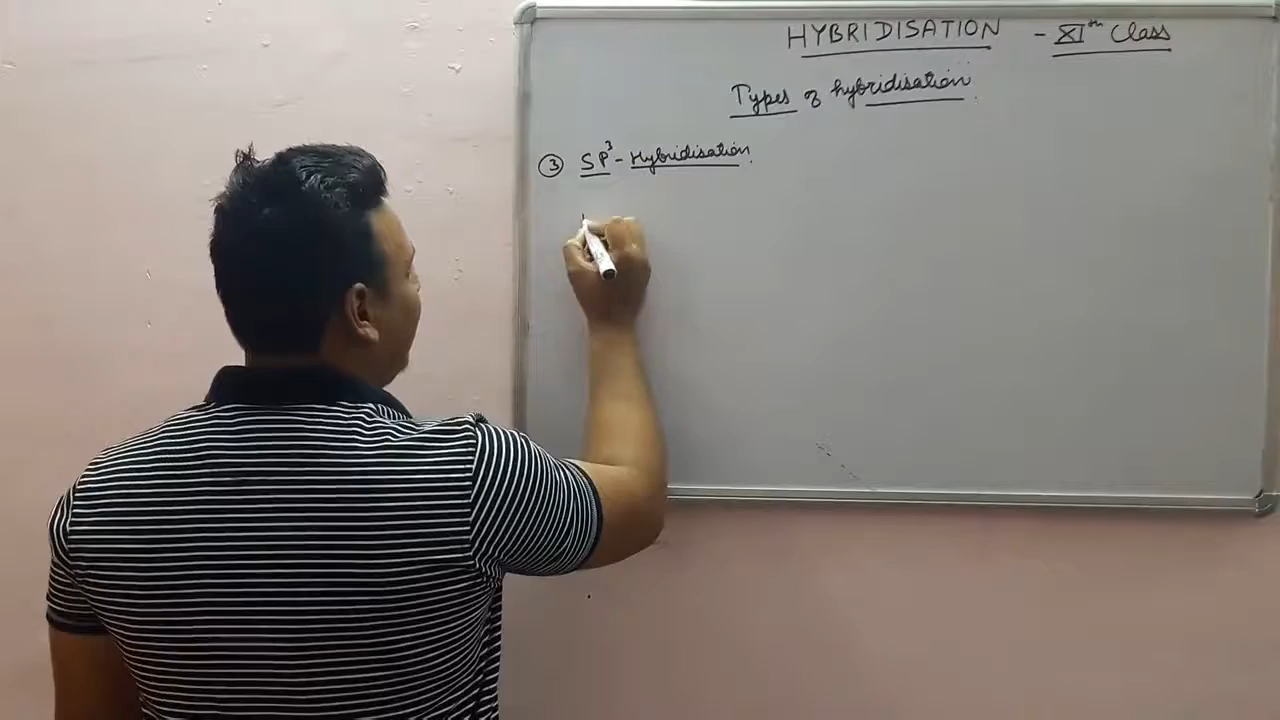 HYBRIDISATION - XIth Class
Types of hybridisation.
③ SP³ - Hybridisation.